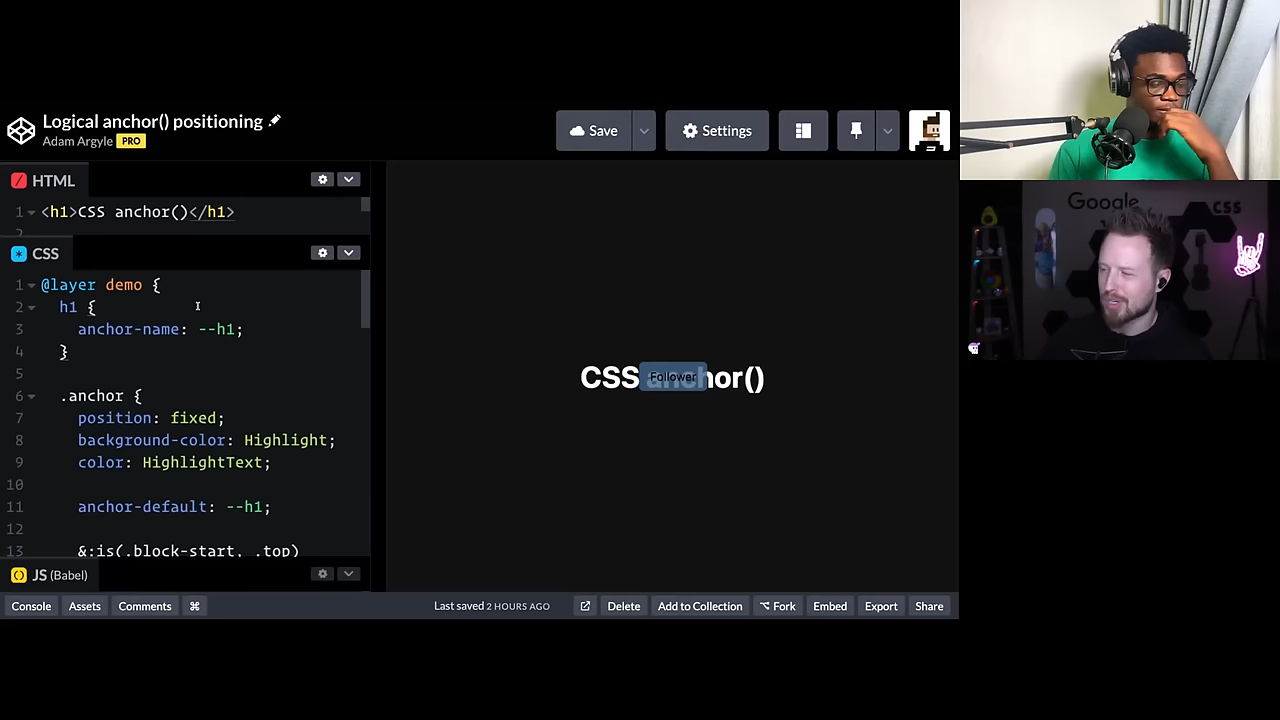 Logical anchor() positioning
Adam Argyle PRO
Save
Settings
HTML
1 <h1>CSS anchor()</h1>
2
CSS
1 @layer demo {
2 h1 {
3 anchor-name: --h1;
4 }
5
6 .anchor {
7 position: fixed;
8 background-color: Highlight;
9 color: HighlightText;
10
11 anchor-default: --h1;
12
13 &:is(.block-start, .top)
JS (Babel)
CSS anchor()
Follower
Console Assets Comments ⌘ Last saved 2 HOURS AGO Delete Add to Collection Fork Embed Export Share
Google
CSS